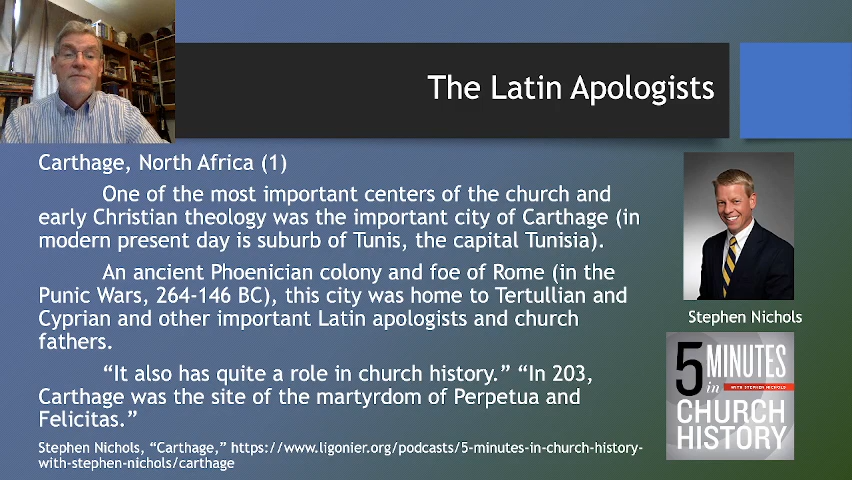 The Latin Apologists
Carthage, North Africa (1)
One of the most important centers of the church and
early Christian theology was the important city of Carthage (in
modern present day is suburb of Tunis, the capital Tunisia).
An ancient Phoenician colony and foe of Rome (in the
Punic Wars, 264-146 BC), this city was home to Tertullian and
Cyprian and other important Latin apologists and church
fathers.
“It also has quite a role in church history.” “In 203,
Carthage was the site of the martyrdom of Perpetua and
Felicitas.”
Stephen Nichols, “Carthage,” https://www.ligonier.org/podcasts/5-minutes-in-church-history-
with-stephen-nichols/carthage
Stephen Nichols
5 MINUTES
in WITH STEPHEN NICHOLS
CHURCH
HISTORY